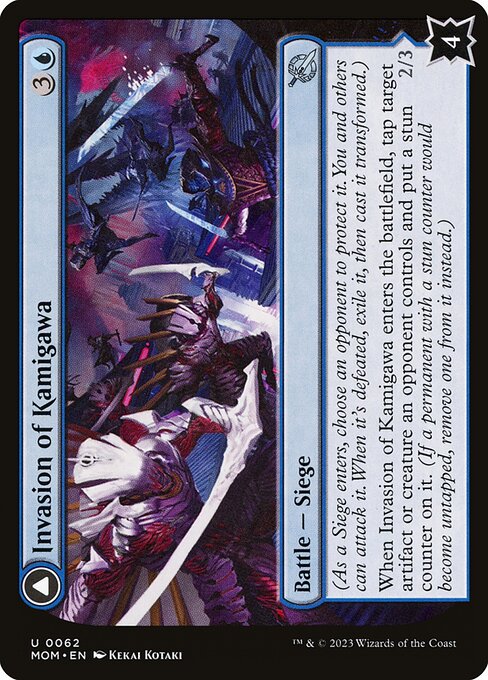 Invasion of Kamigawa
3
Battle – Siege
(As a Siege enters, choose an opponent to protect it. You and others
can attack it. When it's defeated, exile it, then cast it transformed.)
When Invasion of Kamigawa enters the battlefield, tap target
artifact or creature an opponent controls and put a stun
counter on it. (If a permanent with a stun counter would
become untapped, remove one from it instead.)
2/3
4
U 0062
MOM • EN Kekai Kotaki
™ & © 2023 Wizards of the Coast